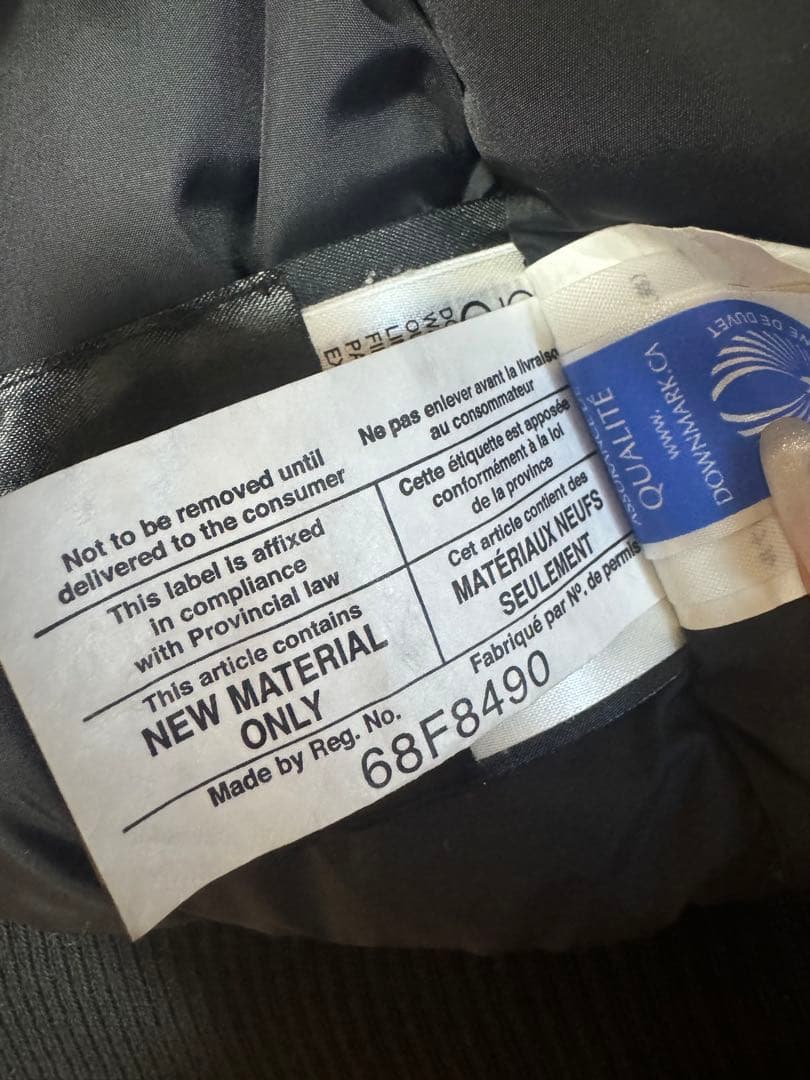 Not to be removed until
delivered to the consumer
Ne pas enlever avant la livraison
au consommateur
This label is affixed
in compliance
with Provincial law
Cette étiquette est apposée
conformément à la loi
de la province
This article contains
NEW MATERIAL
ONLY
Cet article contient des
MATÉRIAUX NEUFS
SEULEMENT
Made by Reg. No.
Fabriqué par Nº. de permis
68F8490
QUALITÉ
WWW.
DOWNMARK.CA
DE DUVET